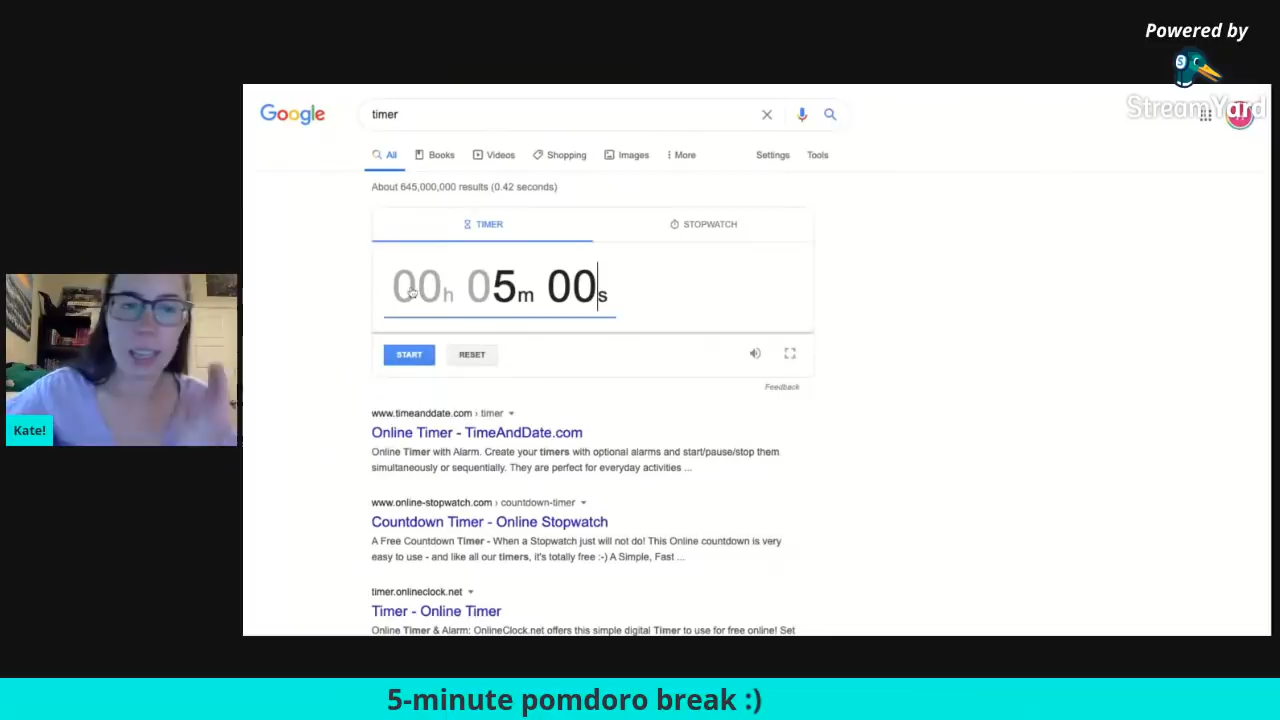 Powered by
StreamYard
Google
timer
All Books Videos Shopping Images More Settings Tools
About 645,000,000 results (0.42 seconds)
TIMER STOPWATCH
00h 05m 00s
START RESET
Feedback
www.timeanddate.com › timer
Online Timer - TimeAndDate.com
Online Timer with Alarm. Create your timers with optional alarms and start/pause/stop them
simultaneously or sequentially. They are perfect for everyday activities ...
www.online-stopwatch.com › countdown-timer
Countdown Timer - Online Stopwatch
A Free Countdown Timer - When a Stopwatch just will not do! This Online countdown is very
easy to use - and like all our timers, it's totally free :-) A Simple, Fast ...
timer.onlineclock.net
Timer - Online Timer
Online Timer & Alarm: OnlineClock.net offers this simple digital Timer to use for free online! Set
Kate!
5-minute pomdoro break :)